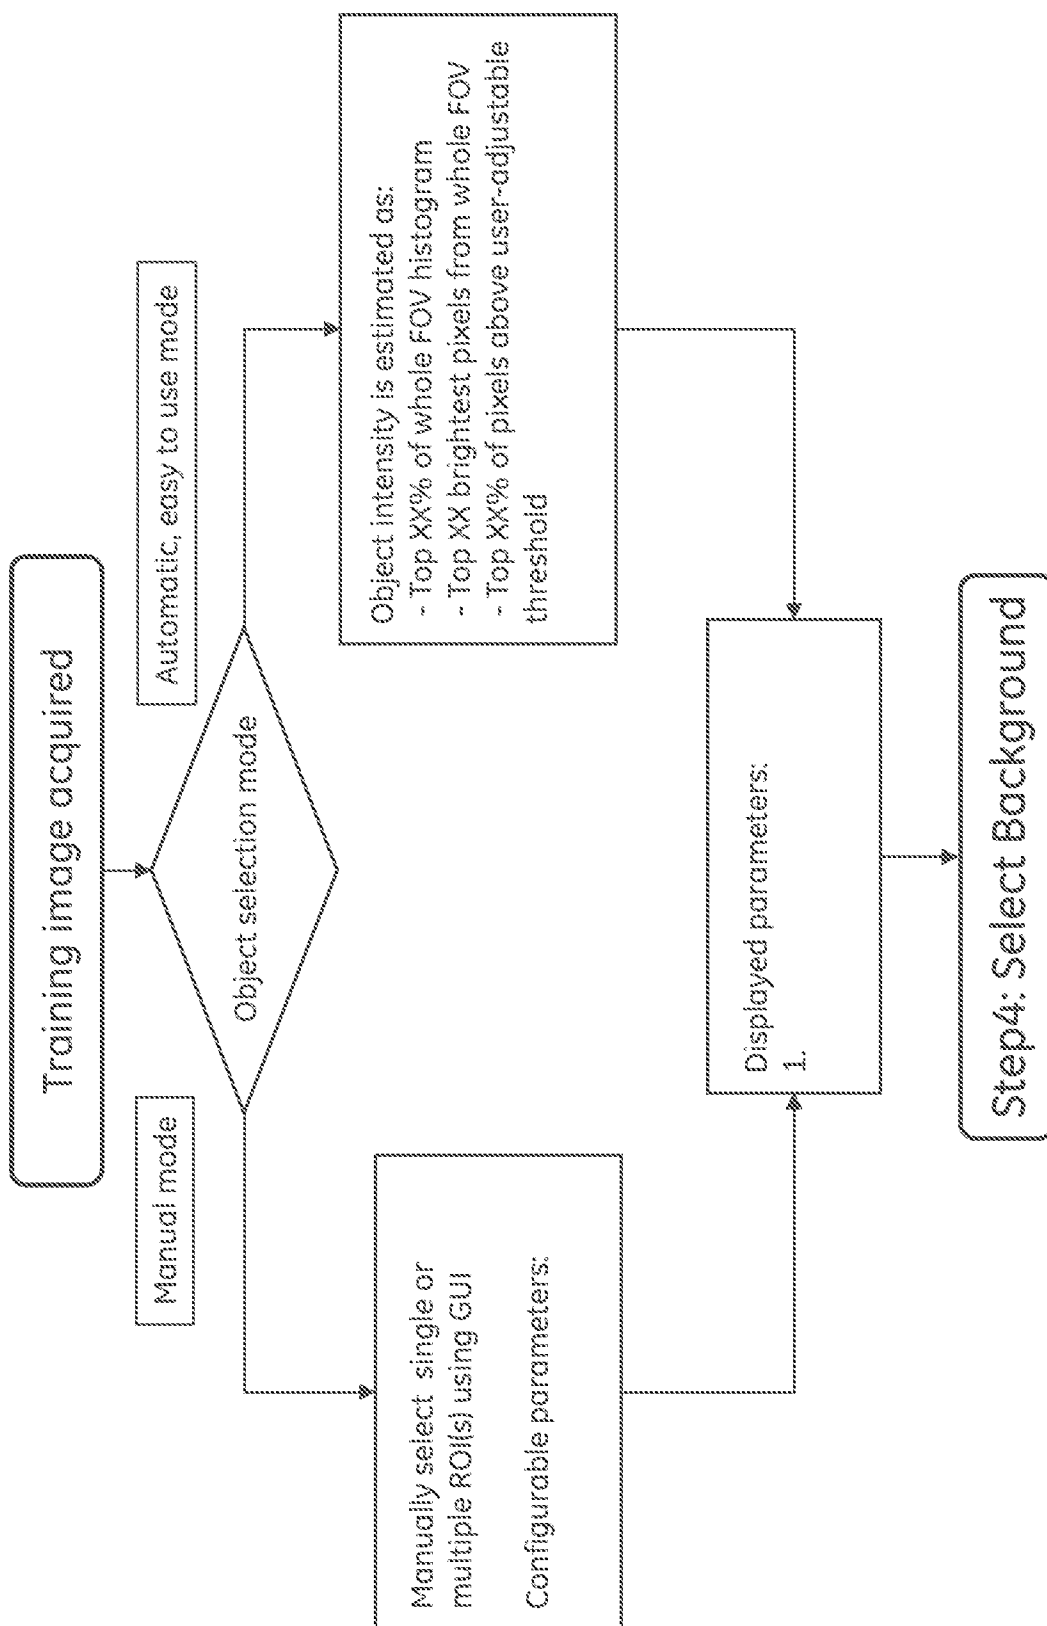 Training image acquired
Manual mode
Automatic, easy to use mode
Object selection mode
Manually select single or
multiple ROI(s) using GUI
Configurable parameters:
Object intensity is estimated as:
- Top XX% of whole FOV histogram
- Top XX brightest pixels from whole FOV
- Top XX% of pixels above user-adjustable
threshold
Displayed parameters:
1.
Step4: Select Background